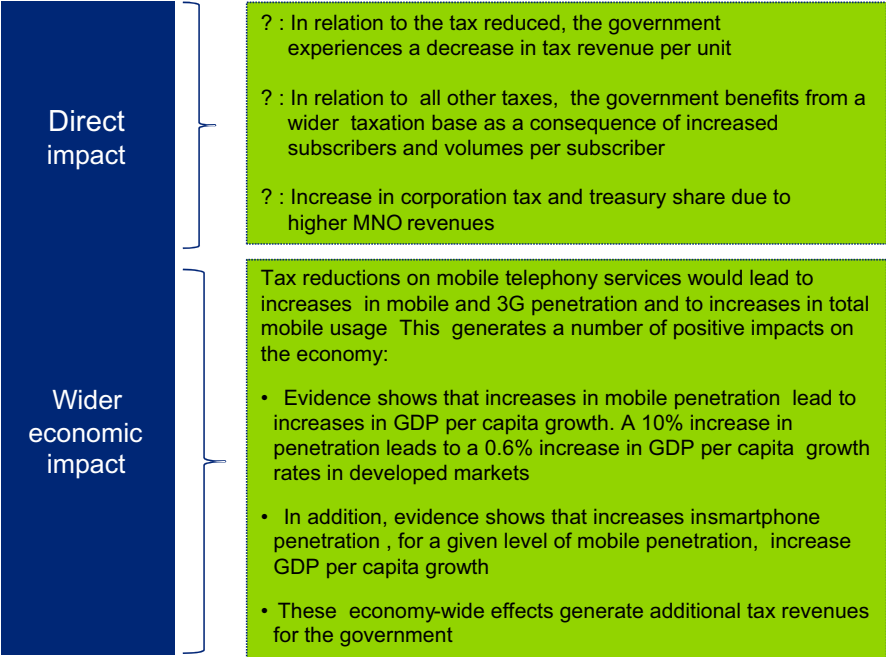 Direct
impact
? : In relation to the tax reduced, the government
experiences a decrease in tax revenue per unit
? : In relation to all other taxes, the government benefits from a
wider taxation base as a consequence of increased
subscribers and volumes per subscriber
? : Increase in corporation tax and treasury share due to
higher MNO revenues
Wider
economic
impact
Tax reductions on mobile telephony services would lead to
increases in mobile and 3G penetration and to increases in total
mobile usage This generates a number of positive impacts on
the economy:
• Evidence shows that increases in mobile penetration lead to
increases in GDP per capita growth. A 10% increase in
penetration leads to a 0.6% increase in GDP per capita growth
rates in developed markets
• In addition, evidence shows that increases insmartphone
penetration , for a given level of mobile penetration, increase
GDP per capita growth
• These economy-wide effects generate additional tax revenues
for the government